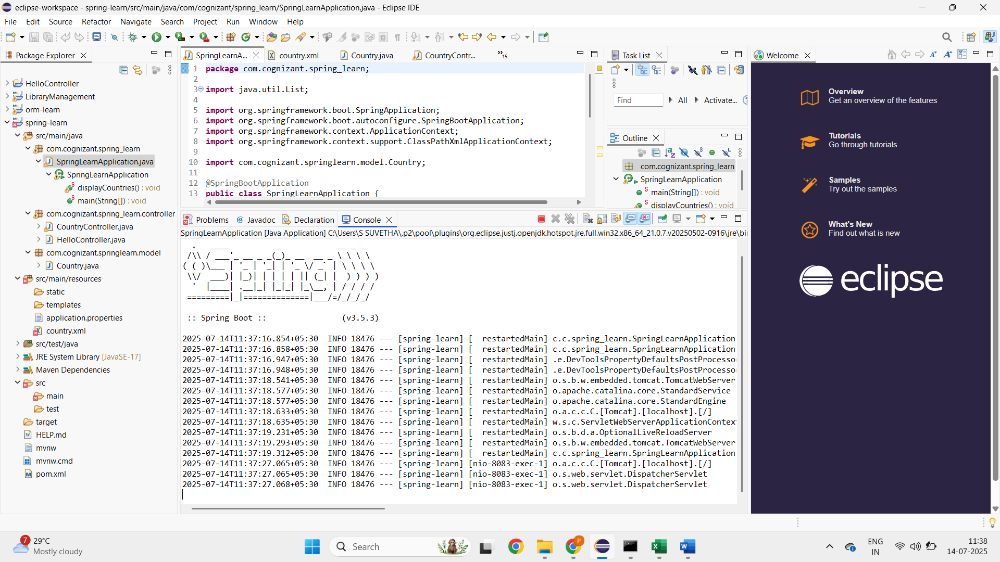 eclipse-workspace - spring-learn/src/main/java/com/cognizant/spring_learn/SpringLearnApplication.java - Eclipse IDE
File Edit Source Refactor Navigate Search Project Run Window Help
Package Explorer
HelloController
LibraryManagement
orm-learn
spring-learn
src/main/java
com.cognizant.spring_learn
SpringLearnApplication.java
SpringLearnApplication
displayCountries() : void
main(String[]) : void
com.cognizant.spring_learn.controller
CountryController.java
HelloController.java
com.cognizant.springlearn.model
Country.java
src/main/resources
static
templates
application.properties
country.xml
src/test/java
JRE System Library [JavaSE-17]
Maven Dependencies
src
main
test
target
HELP.md
mvnw
mvnw.cmd
pom.xml
SpringLearnA... country.xml Country.java CountryContr... »15
1 package com.cognizant.spring_learn;
2
3 import java.util.List;
4
5 import org.springframework.boot.SpringApplication;
6 import org.springframework.boot.autoconfigure.SpringBootApplication;
7 import org.springframework.context.ApplicationContext;
8 import org.springframework.context.support.ClassPathXmlApplicationContext;
9
10 import com.cognizant.springlearn.model.Country;
11
12 @SpringBootApplication
13 public class SpringLearnApplication {
Task List
Find All Activate...
Outline
com.cognizant.spring_learn
SpringLearnApplication
main(String[]) : void
displayCountries() : void
Welcome
Overview
Get an overview of the features
Tutorials
Go through tutorials
Samples
Try out the samples
What's New
Find out what is new
eclipse
Problems @ Javadoc Declaration Console
SpringLearnApplication [Java Application] C:\Users\S SUVETHA\.p2\pool\plugins\org.eclipse.justj.openjdk.hotspot.jre.full.win32.x86_64_21.0.7.v20250502-0916\jre\bi
Spring
:: Spring Boot :: (v3.5.3)
2025-07-14T11:37:16.854+05:30 INFO 18476 --- [spring-learn] [ restartedMain] c.c.spring_learn.SpringLearnApplication
2025-07-14T11:37:16.858+05:30 INFO 18476 --- [spring-learn] [ restartedMain] c.c.spring_learn.SpringLearnApplication
2025-07-14T11:37:16.947+05:30 INFO 18476 --- [spring-learn] [ restartedMain] .e.DevToolsPropertyDefaultsPostProcesso
2025-07-14T11:37:16.948+05:30 INFO 18476 --- [spring-learn] [ restartedMain] .e.DevToolsPropertyDefaultsPostProcesso
2025-07-14T11:37:18.541+05:30 INFO 18476 --- [spring-learn] [ restartedMain] o.s.b.w.embedded.tomcat.TomcatWebServer
2025-07-14T11:37:18.577+05:30 INFO 18476 --- [spring-learn] [ restartedMain] o.apache.catalina.core.StandardService
2025-07-14T11:37:18.577+05:30 INFO 18476 --- [spring-learn] [ restartedMain] o.apache.catalina.core.StandardEngine
2025-07-14T11:37:18.633+05:30 INFO 18476 --- [spring-learn] [ restartedMain] o.a.c.c.C.[Tomcat].[localhost].[/]
2025-07-14T11:37:18.635+05:30 INFO 18476 --- [spring-learn] [ restartedMain] w.s.c.ServletWebServerApplicationContex
2025-07-14T11:37:19.231+05:30 INFO 18476 --- [spring-learn] [ restartedMain] o.s.b.d.a.OptionalLiveReloadServer
2025-07-14T11:37:19.293+05:30 INFO 18476 --- [spring-learn] [ restartedMain] o.s.b.w.embedded.tomcat.TomcatWebServer
2025-07-14T11:37:19.312+05:30 INFO 18476 --- [spring-learn] [ restartedMain] c.c.spring_learn.SpringLearnApplication
2025-07-14T11:37:27.065+05:30 INFO 18476 --- [spring-learn] [nio-8083-exec-1] o.a.c.c.C.[Tomcat].[localhost].[/]
2025-07-14T11:37:27.065+05:30 INFO 18476 --- [spring-learn] [nio-8083-exec-1] o.s.web.servlet.DispatcherServlet
2025-07-14T11:37:27.068+05:30 INFO 18476 --- [spring-learn] [nio-8083-exec-1] o.s.web.servlet.DispatcherServlet
7 29°C
Mostly cloudy
Search
P
ENG
IN
11:38
14-07-2025